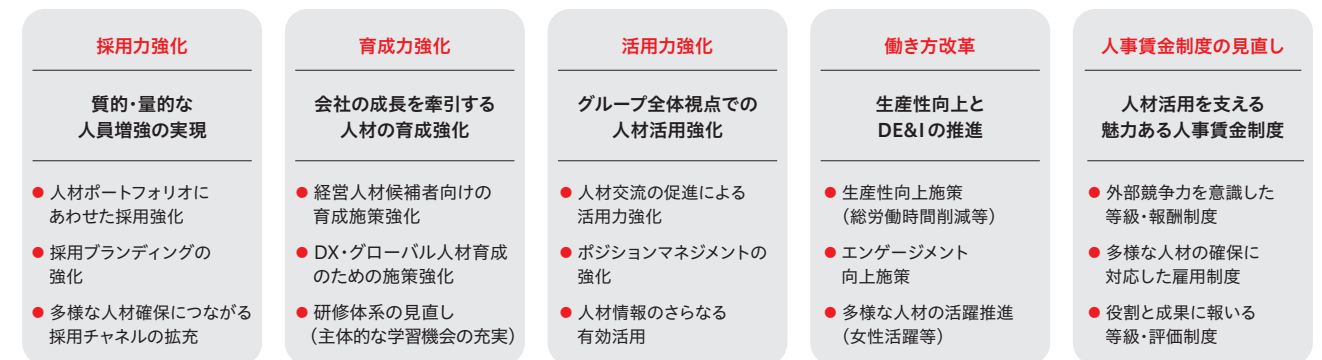 採用力強化
質的・量的な
人員増強の実現
● 人材ポートフォリオに
あわせた採用強化
● 採用ブランディングの
強化
● 多様な人材確保につながる
採用チャネルの拡充
育成力強化
会社の成長を牽引する
人材の育成強化
● 経営人材候補者向けの
育成施策強化
● DX・グローバル人材育成
のための施策強化
● 研修体系の見直し
（主体的な学習機会の充実）
活用力強化
グループ全体視点での
人材活用強化
● 人材交流の促進による
活用力強化
● ポジションマネジメントの
強化
● 人材情報のさらなる
有効活用
働き方改革
生産性向上と
DE&Iの推進
● 生産性向上施策
（総労働時間削減等）
● エンゲージメント
向上施策
● 多様な人材の活躍推進
（女性活躍等）
人事賃金制度の見直し
人材活用を支える
魅力ある人事賃金制度
● 外部競争力を意識した
等級・報酬制度
● 多様な人材の確保に
対応した雇用制度
● 役割と成果に報いる
等級・評価制度